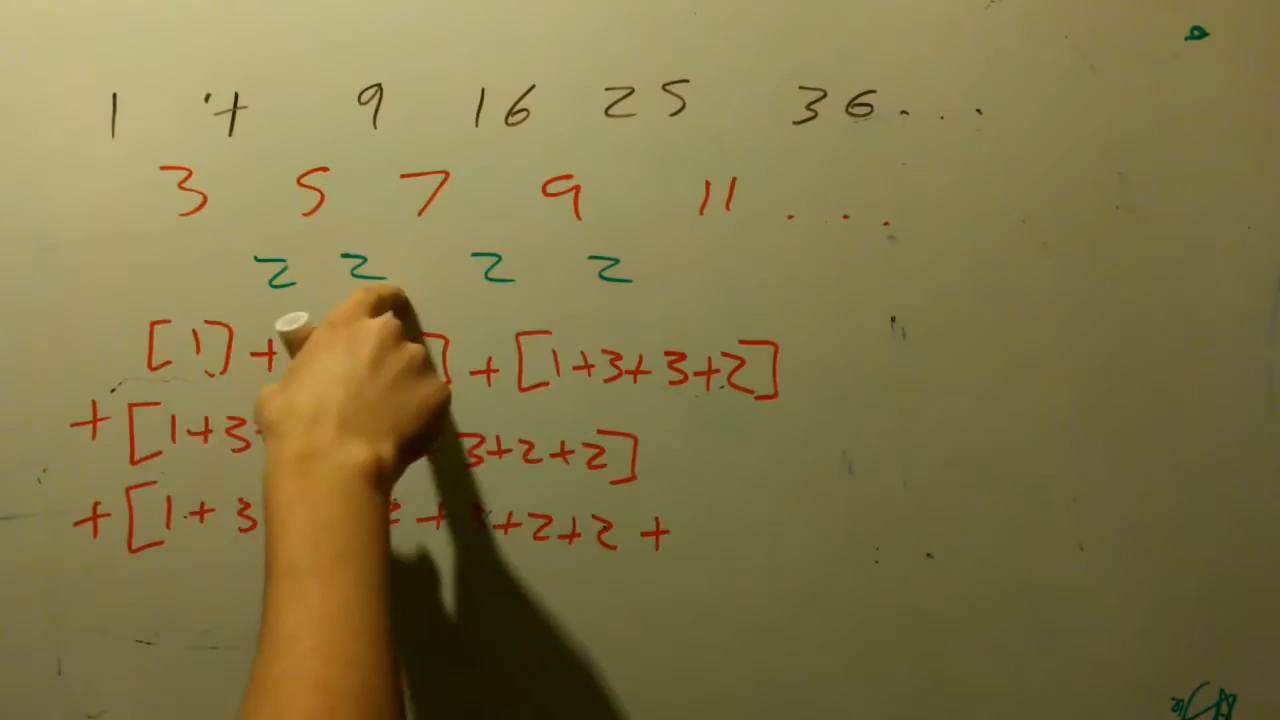 1 4 9 16 25 36...
3 5 7 9 11 ....
2 2 2 2
[1] + ] + [1+3+3+2]
+ [1+3 3+2+2]
+ [1+3 + +2+2+